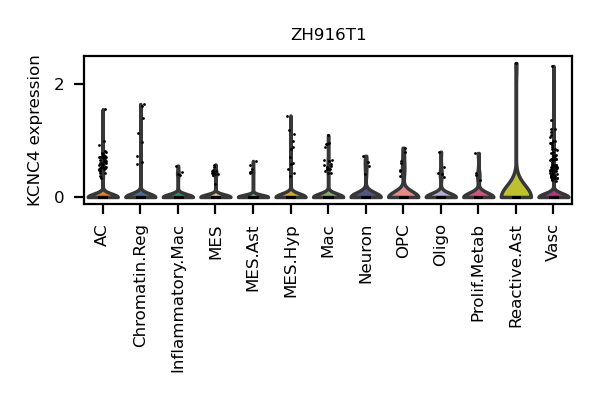 ZH916T1
KCNC4 expression
2
0
AC
Chromatin.Reg
Inflammatory.Mac
MES
MES.Ast
MES.Hyp
Mac
Neuron
OPC
Oligo
Prolif.Metab
Reactive.Ast
Vasc